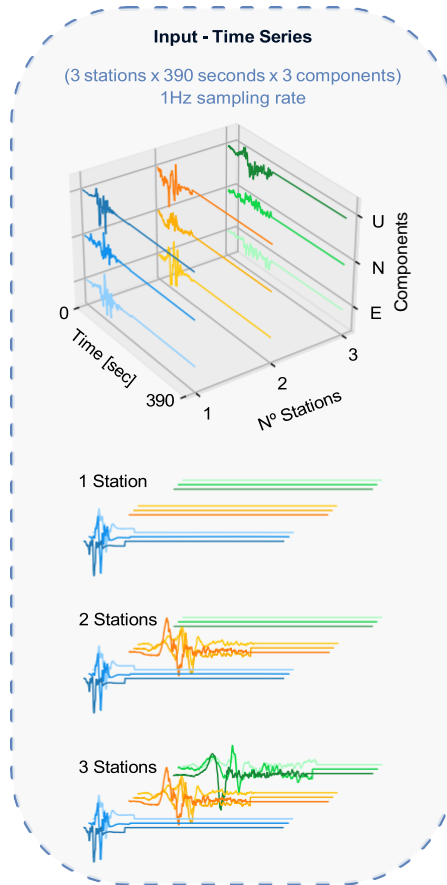 Input - Time Series
(3 stations x 390 seconds x 3 components)
1Hz sampling rate
U
N
E
Components
0
Time [sec]
390
1
2
3
Nº Stations
1 Station
2 Stations
3 Stations